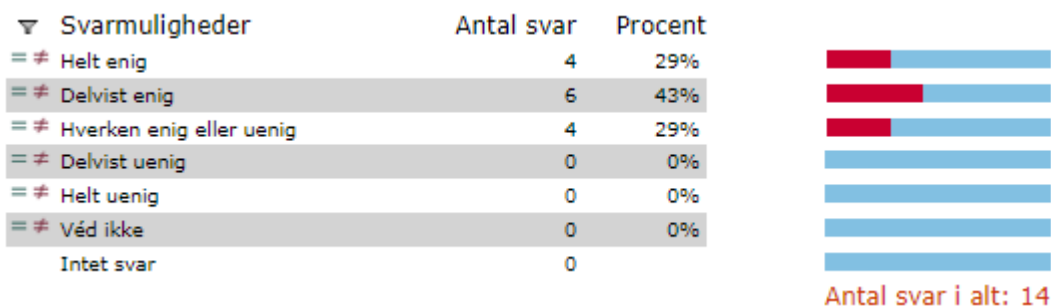 Svarmuligheder Antal svar Procent
= ≠ Helt enig 4 29%
= ≠ Delvist enig 6 43%
= ≠ Hverken enig eller uenig 4 29%
= ≠ Delvist uenig 0 0%
= ≠ Helt uenig 0 0%
= ≠ Véd ikke 0 0%
Intet svar 0
Antal svar i alt: 14